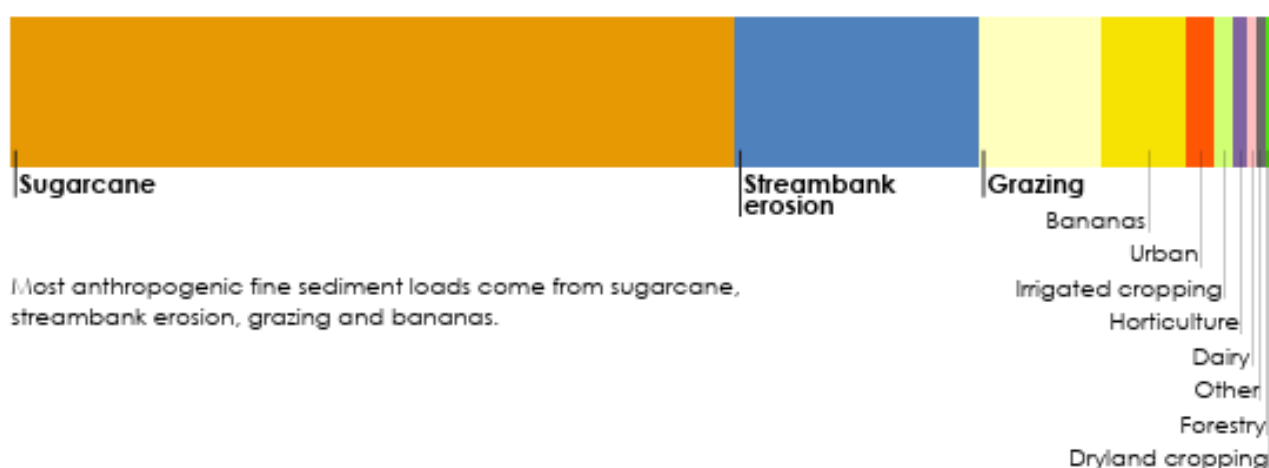 Sugarcane
Streambank
erosion
Grazing
Bananas
Urban
Irrigated cropping
Horticulture
Dairy
Other
Forestry
Dryland cropping
Most anthropogenic fine sediment loads come from sugarcane,
streambank erosion, grazing and bananas.